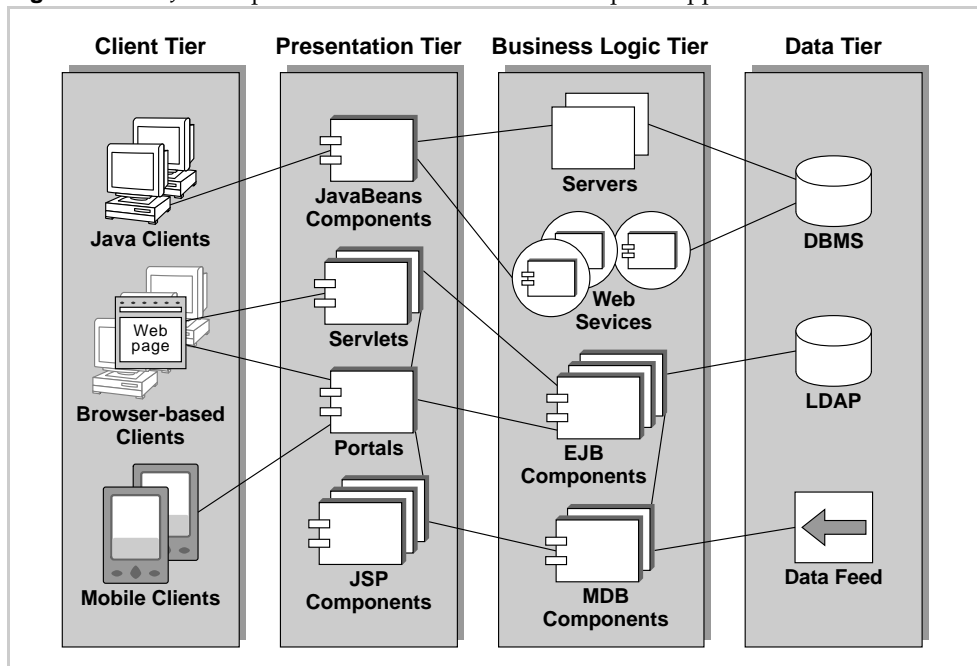 Client Tier
Presentation Tier
Business Logic Tier
Data Tier
Java Clients
Web
page
Browser-based
Clients
Mobile Clients
JavaBeans
Components
Servlets
Portals
JSP
Components
Servers
Web
Sevices
EJB
Components
MDB
Components
DBMS
LDAP
Data Feed